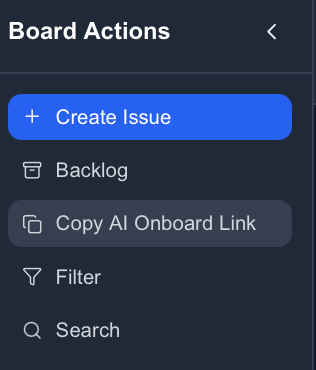 Board Actions
Create Issue
Backlog
Copy AI Onboard Link
Filter
Search